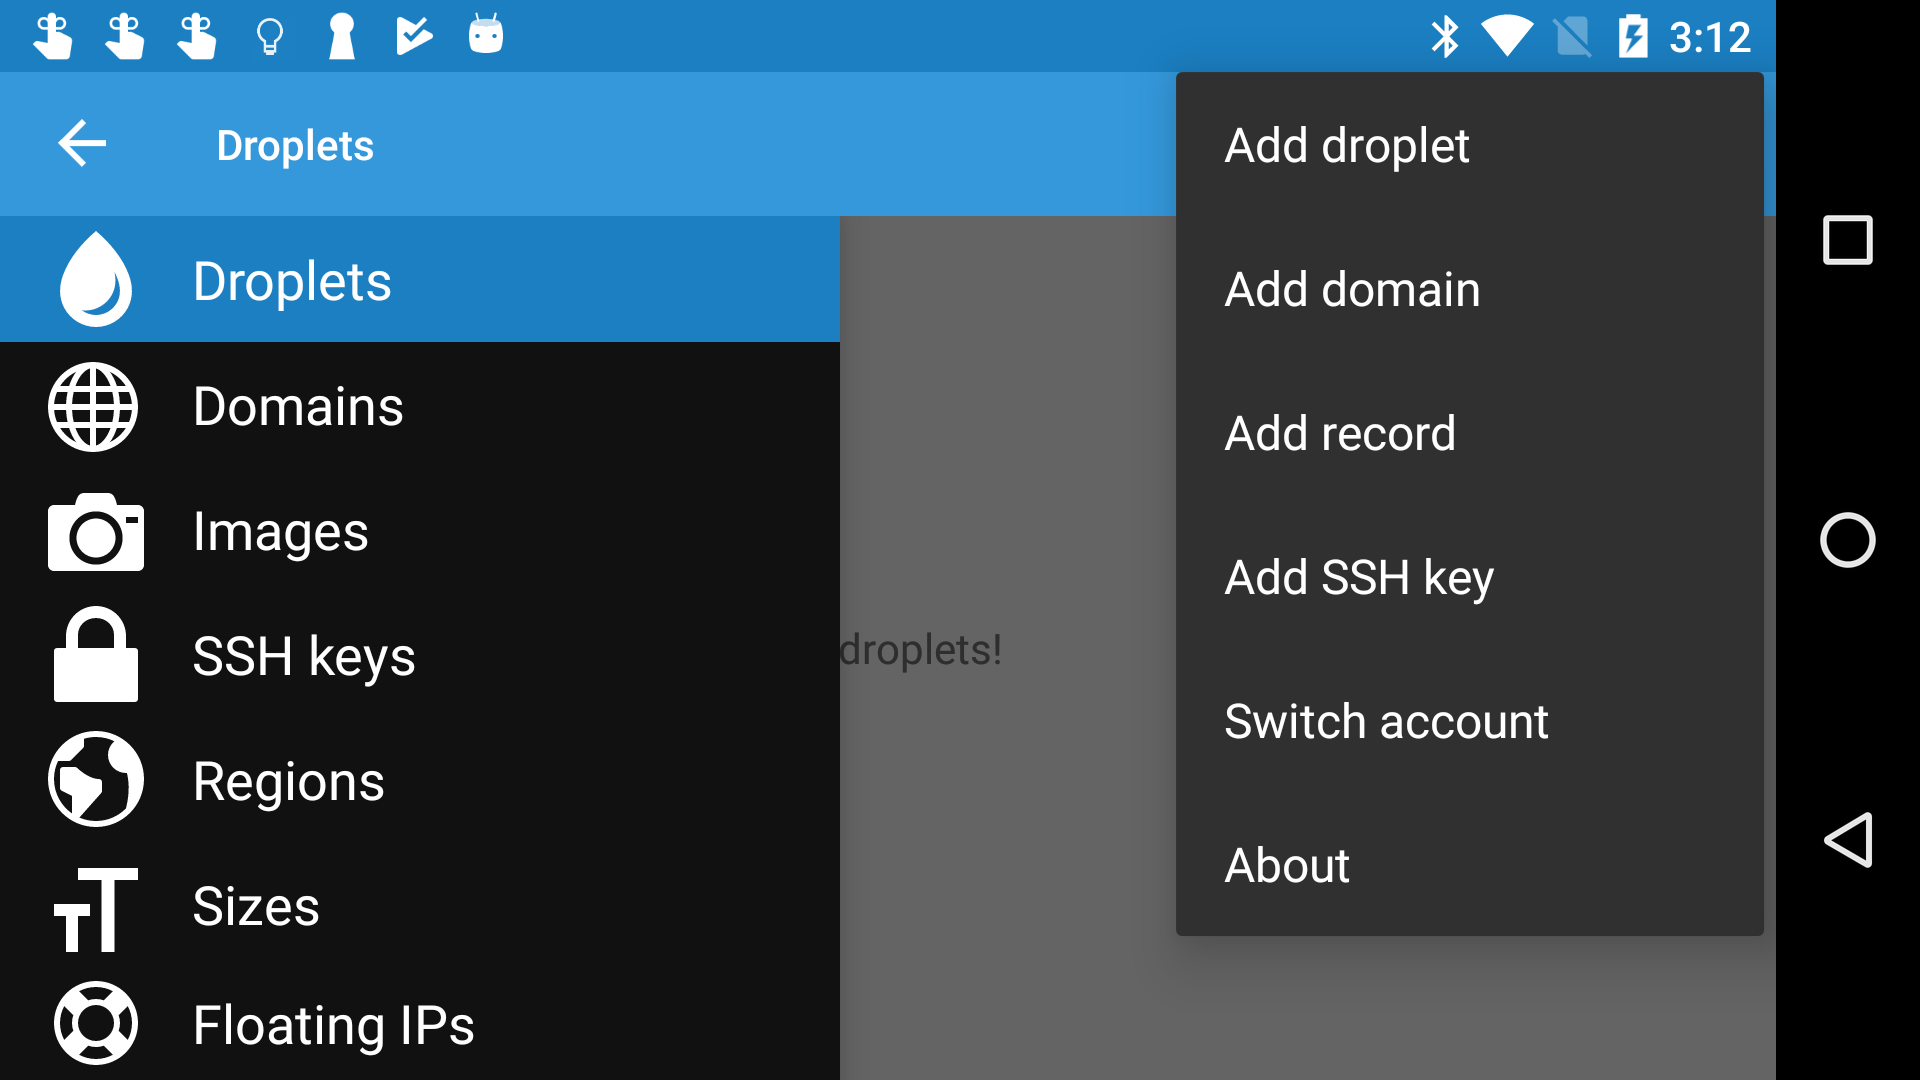 3:12
Droplets
Droplets
Domains
Images
SSH keys
Regions
Sizes
Floating IPs
droplets!
Add droplet
Add domain
Add record
Add SSH key
Switch account
About